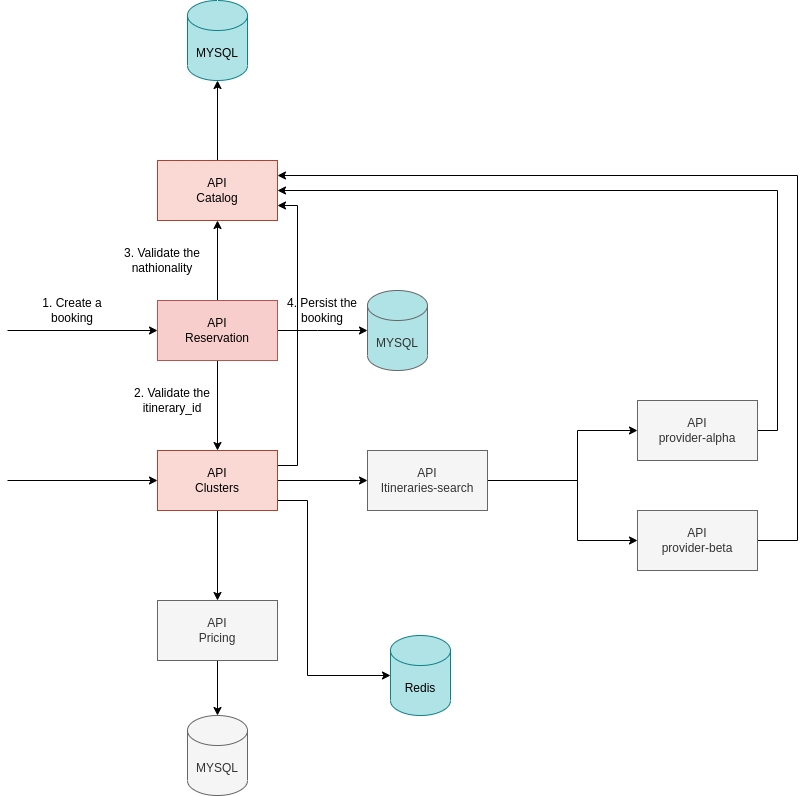 MYSQL
API
Catalog
3. Validate the
nathionality
1. Create a
booking
API
Reservation
4. Persist the
booking
MYSQL
2. Validate the
itinerary_id
API
provider-alpha
API
Clusters
API
Itineraries-search
API
provider-beta
API
Pricing
Redis
MYSQL